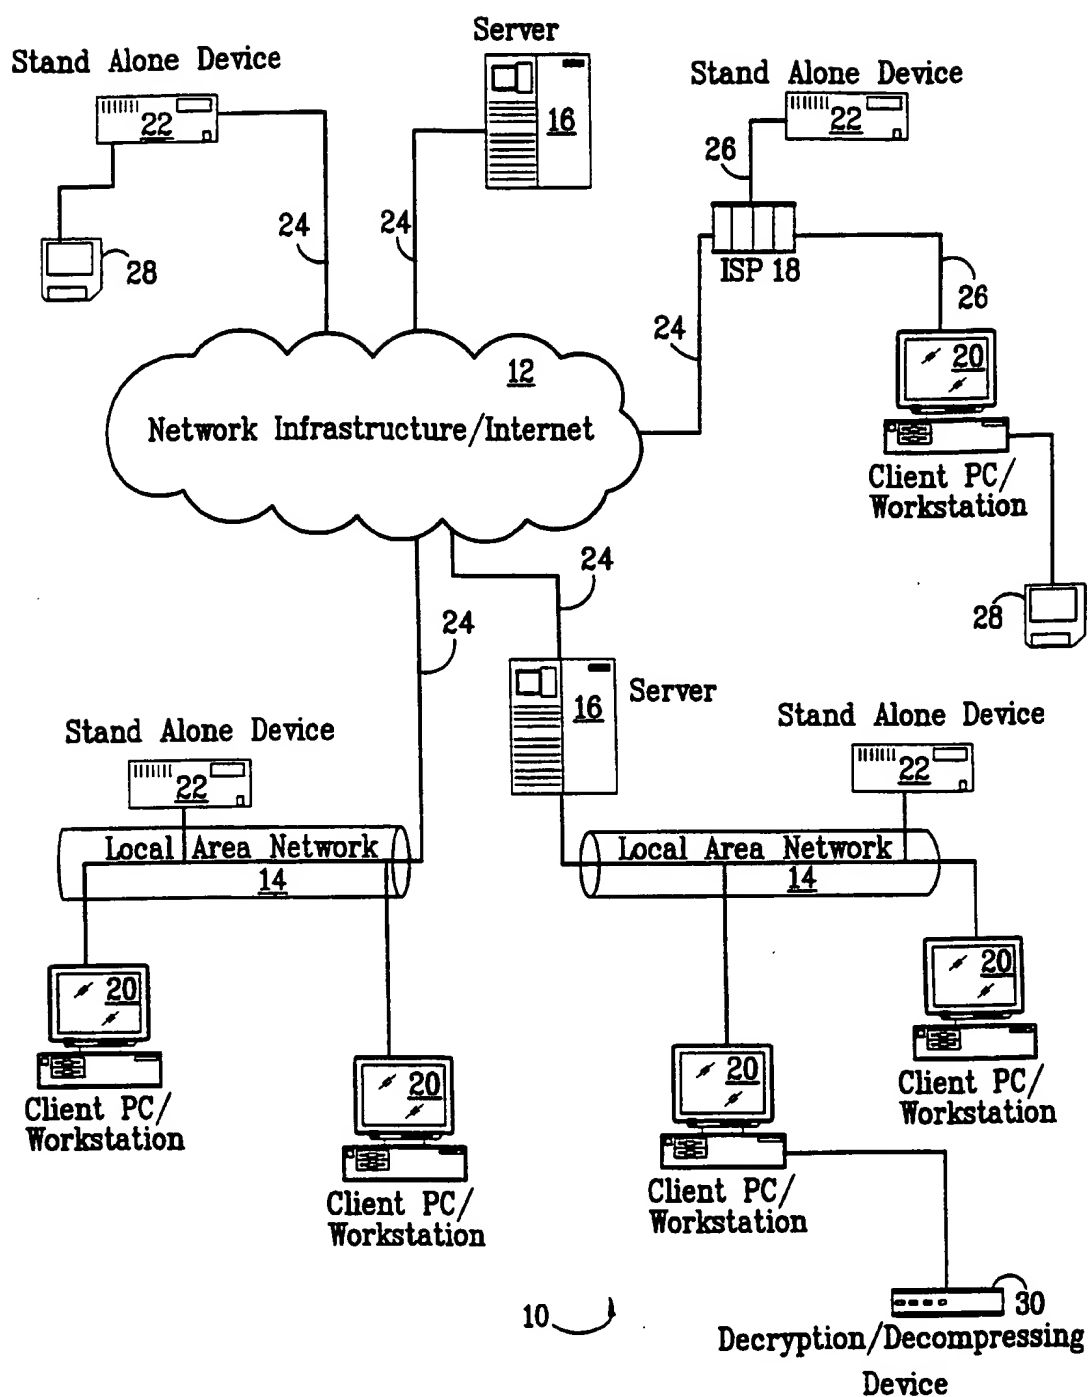 Server
Stand Alone Device
16
Stand Alone Device
22
22
26
24
24
28
ISP 18
26
24
12
20
Network Infrastructure/Internet
Client PC/
Workstation
24
28
24
Server
16
Stand Alone Device
Stand Alone Device
22
22
Local Area Network
14
Local Area Network
14
20
20
Client PC/
Workstation
20
Client PC/
Workstation
20
Client PC/
Workstation
Client PC/
Workstation
10
30
Decryption/Decompressing
Device